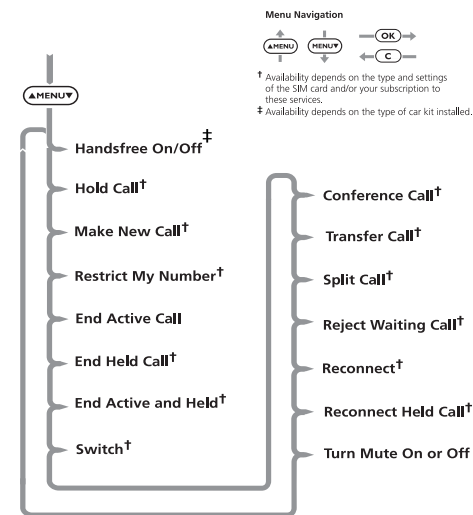 Menu Navigation
▲MENU
MENU▼
OK
C
† Availability depends on the type and settings
of the SIM card and/or your subscription to
these services.
‡ Availability depends on the type of car kit installed.
▲MENU▼
Handsfree On/Off‡
Hold Call†
Make New Call†
Restrict My Number†
End Active Call
End Held Call†
End Active and Held†
Switch†
Conference Call†
Transfer Call†
Split Call†
Reject Waiting Call†
Reconnect†
Reconnect Held Call†
Turn Mute On or Off